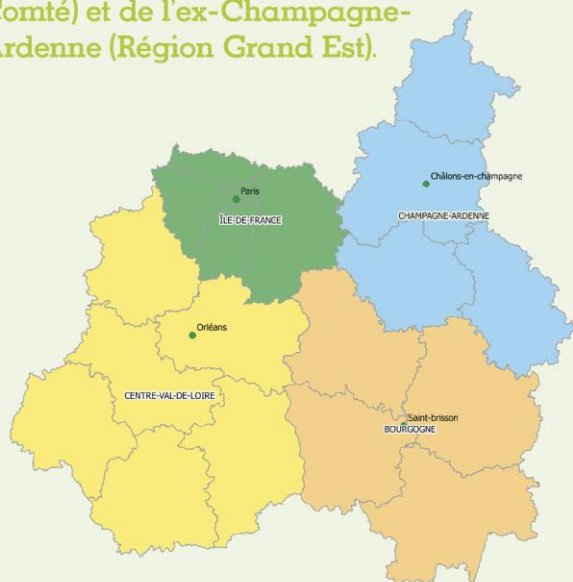 Comté) et de l'ex-Champagne-
Ardenne (Région Grand Est).
Châlons-en-champagne
Paris
CHAMPAGNE-ARDENNE
ÎLE-DE-FRANCE
Orléans
CENTRE-VAL-DE-LOIRE
Saint-brisson
BOURGOGNE